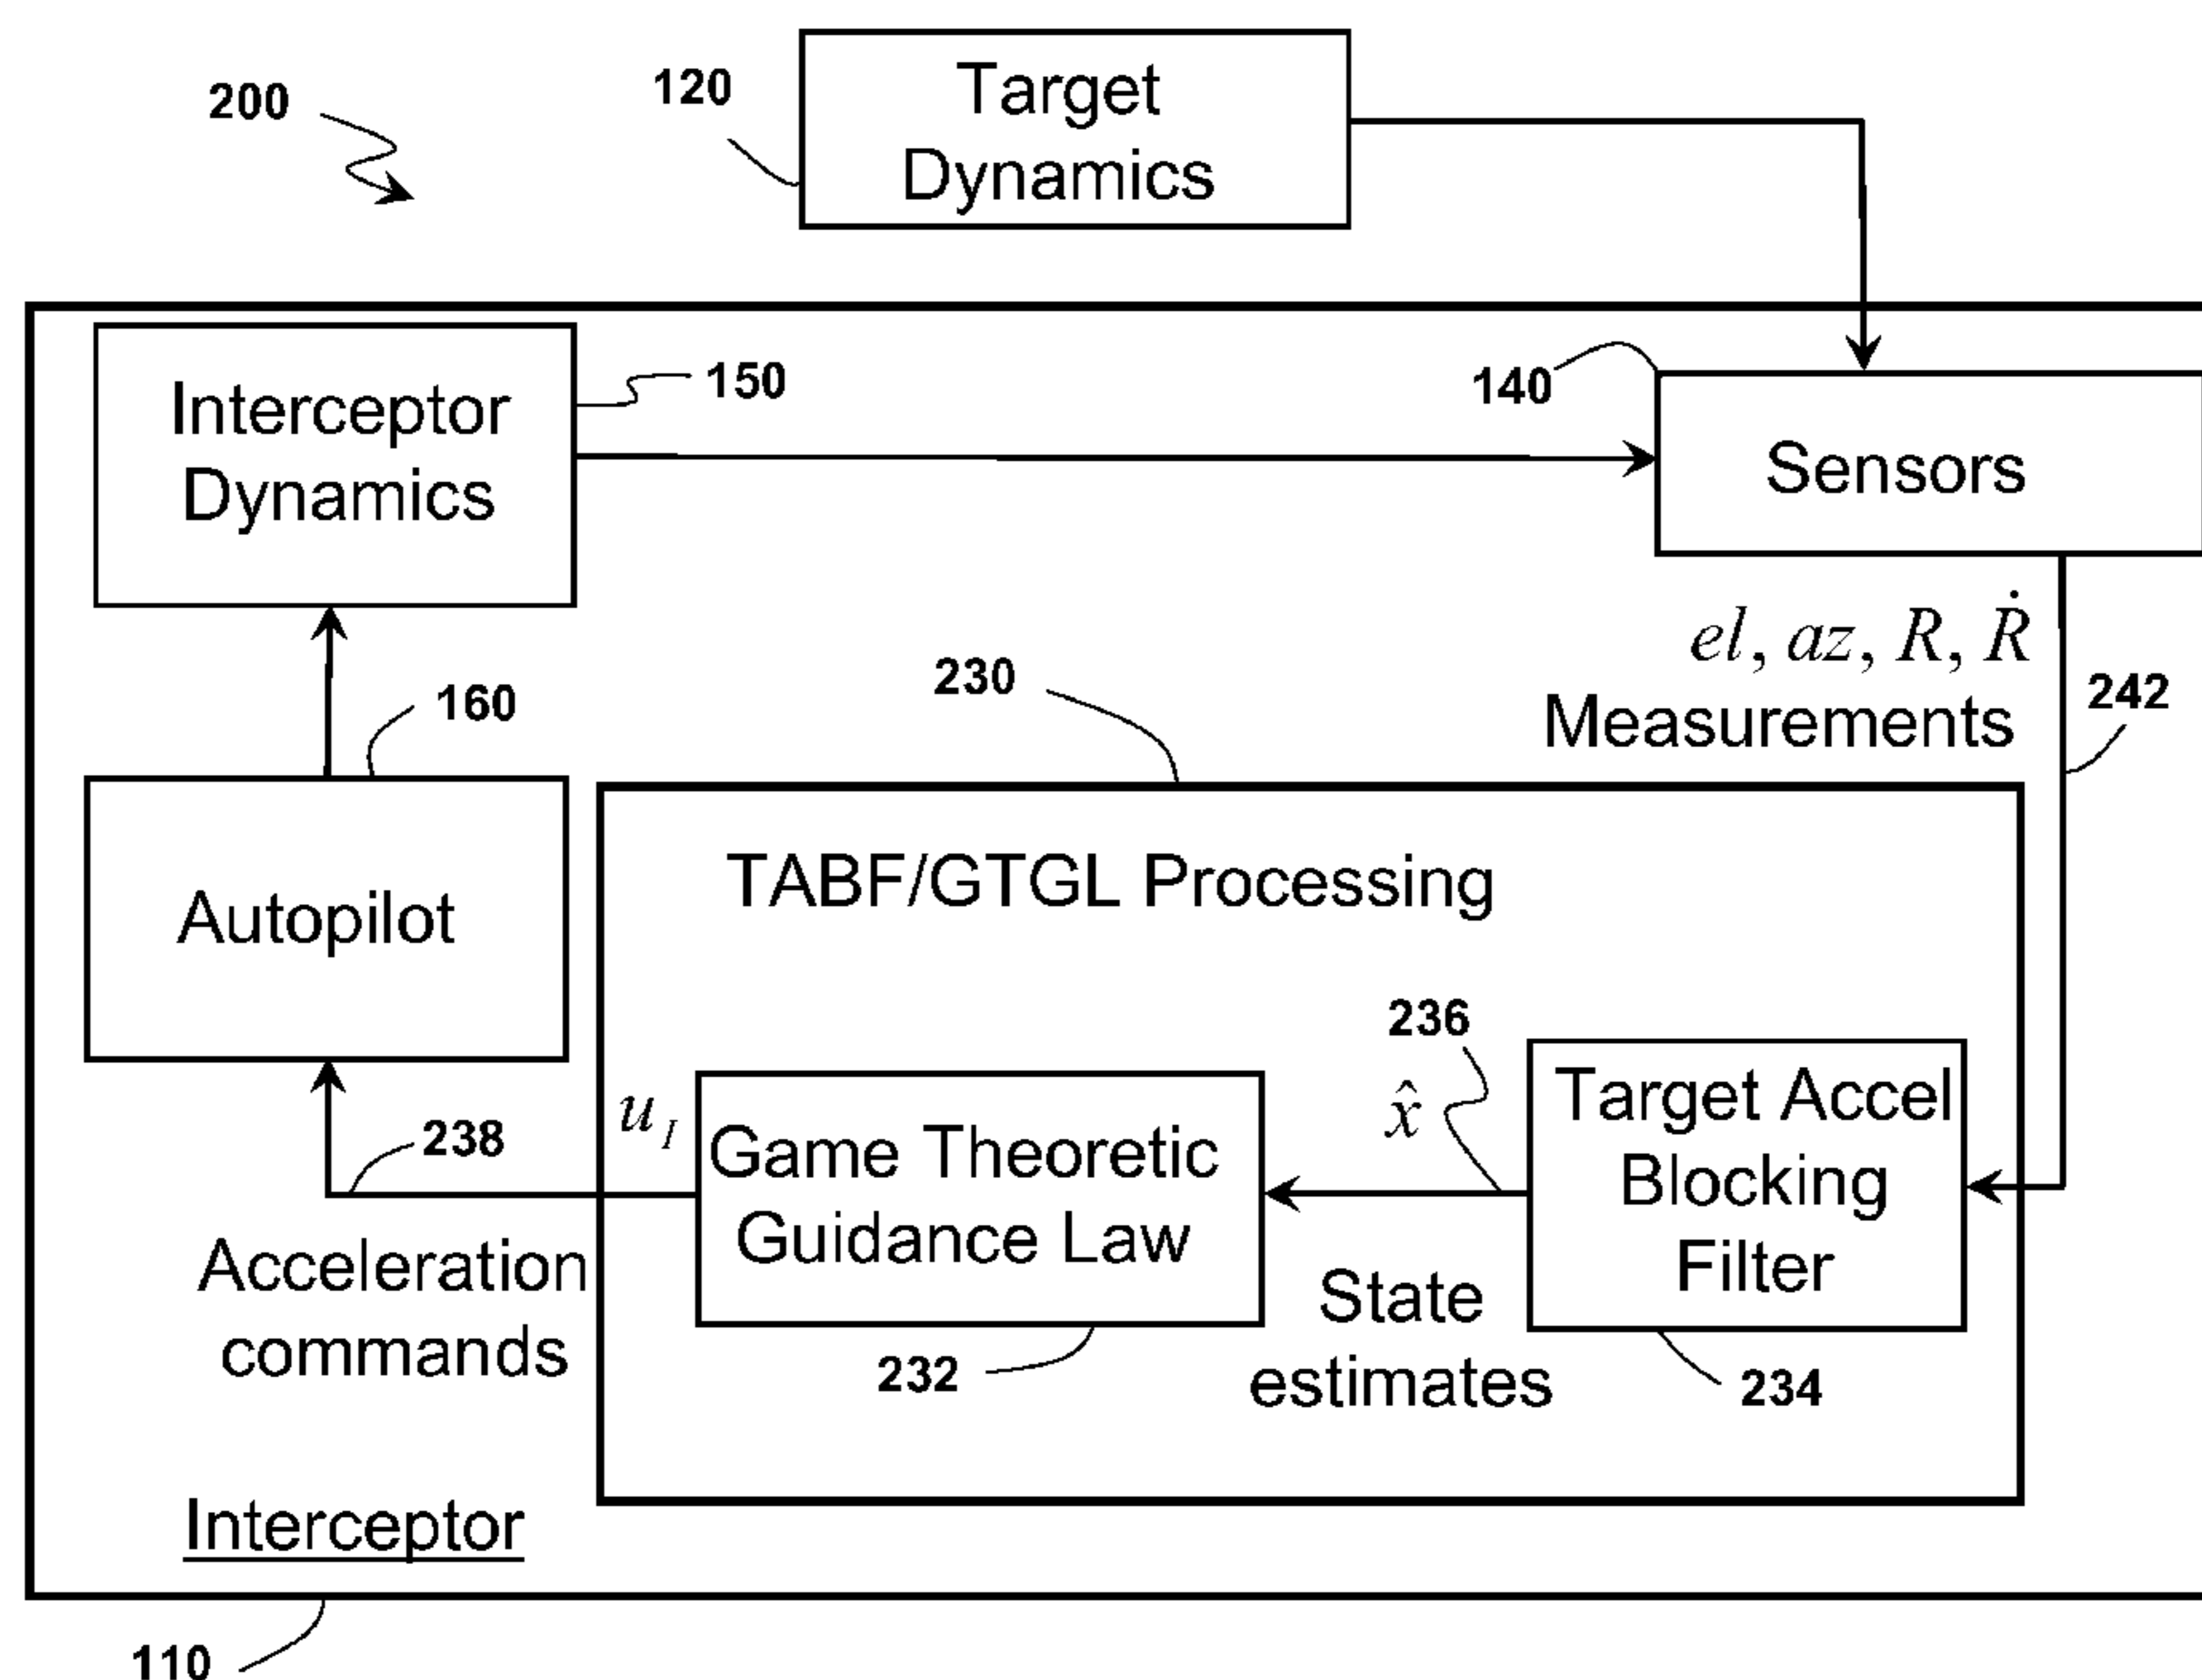 200
120
Target
Dynamics
Interceptor
Dynamics
150
140
Sensors
el, az, R, Ṙ
Measurements
242
230
160
Autopilot
TABF/GTGL Processing
236
x̂
Target Accel
Blocking
Filter
u_I
238
Game Theoretic
Guidance Law
Acceleration
commands
State
estimates
232
234
Interceptor
110